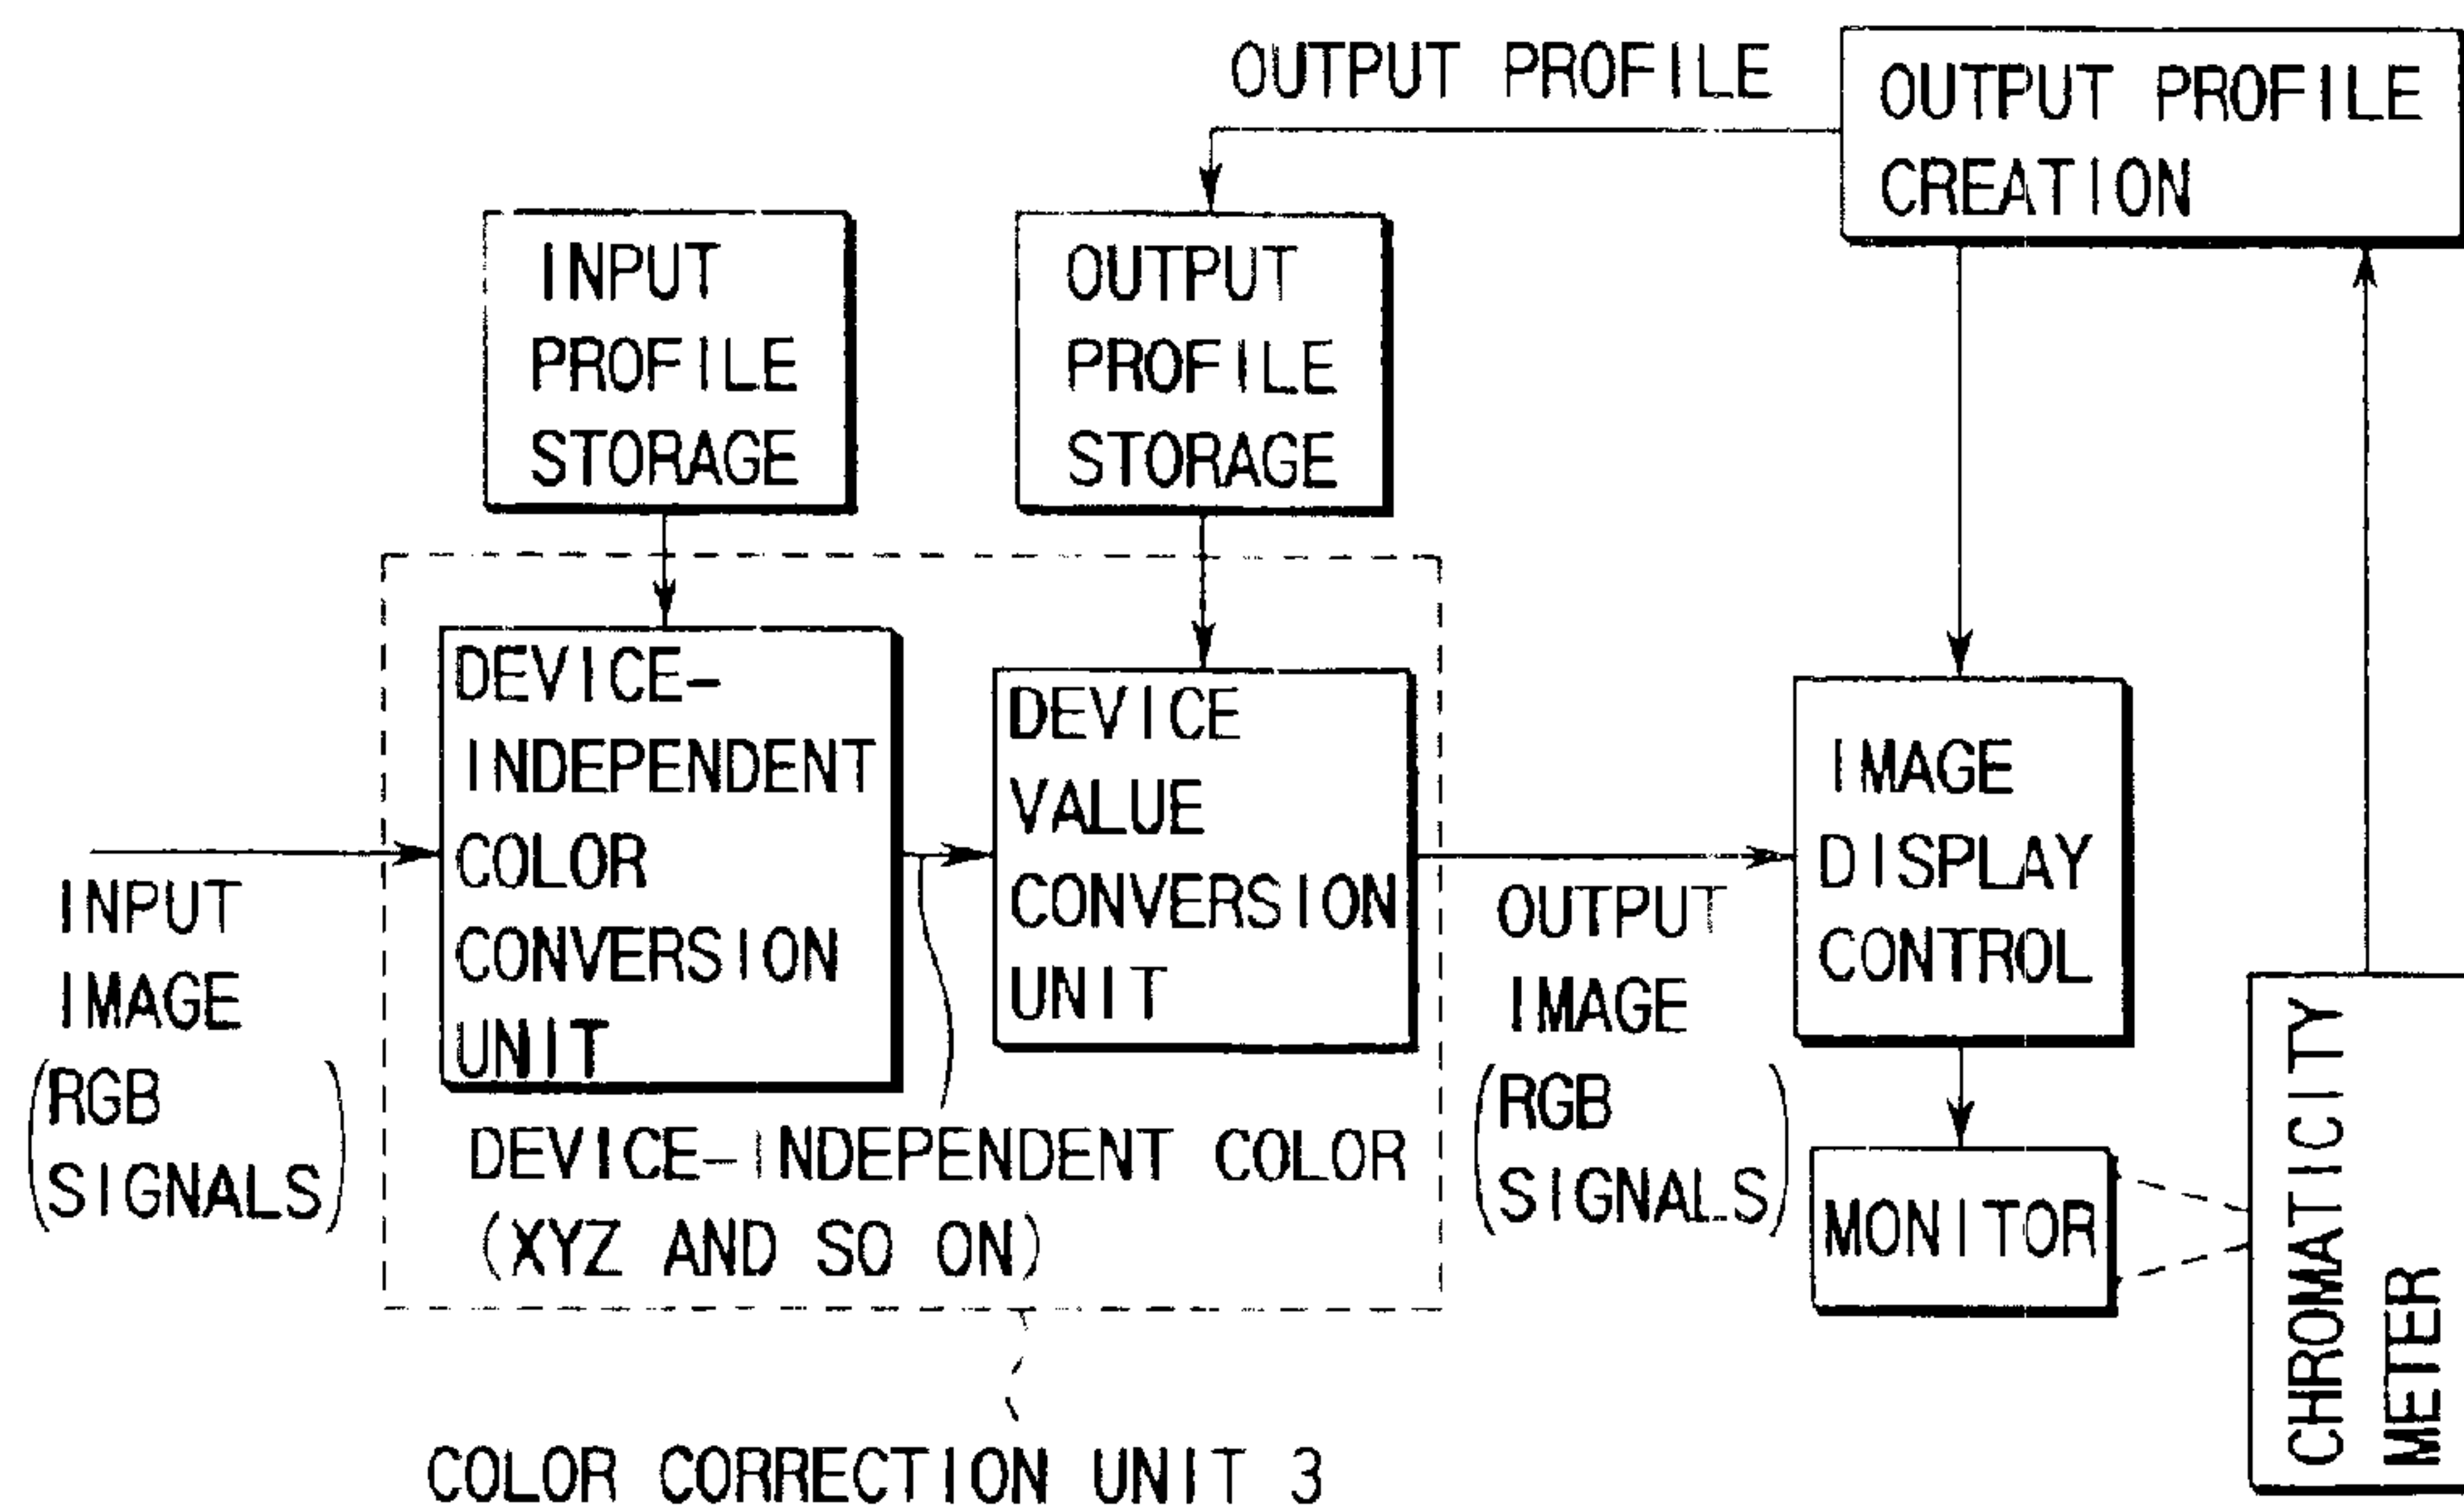 OUTPUT PROFILE
OUTPUT PROFILE
CREATION
INPUT
PROFILE
STORAGE
OUTPUT
PROFILE
STORAGE
DEVICE-
INDEPENDENT
COLOR
CONVERSION
UNIT
DEVICE
VALUE
CONVERSION
UNIT
IMAGE
DISPLAY
CONTROL
INPUT
IMAGE
(RGB
SIGNALS)
OUTPUT
IMAGE
(RGB
SIGNALS)
DEVICE-INDEPENDENT COLOR
(XYZ AND SO ON)
MONITOR
CHROMATICITY
METER
COLOR CORRECTION UNIT 3